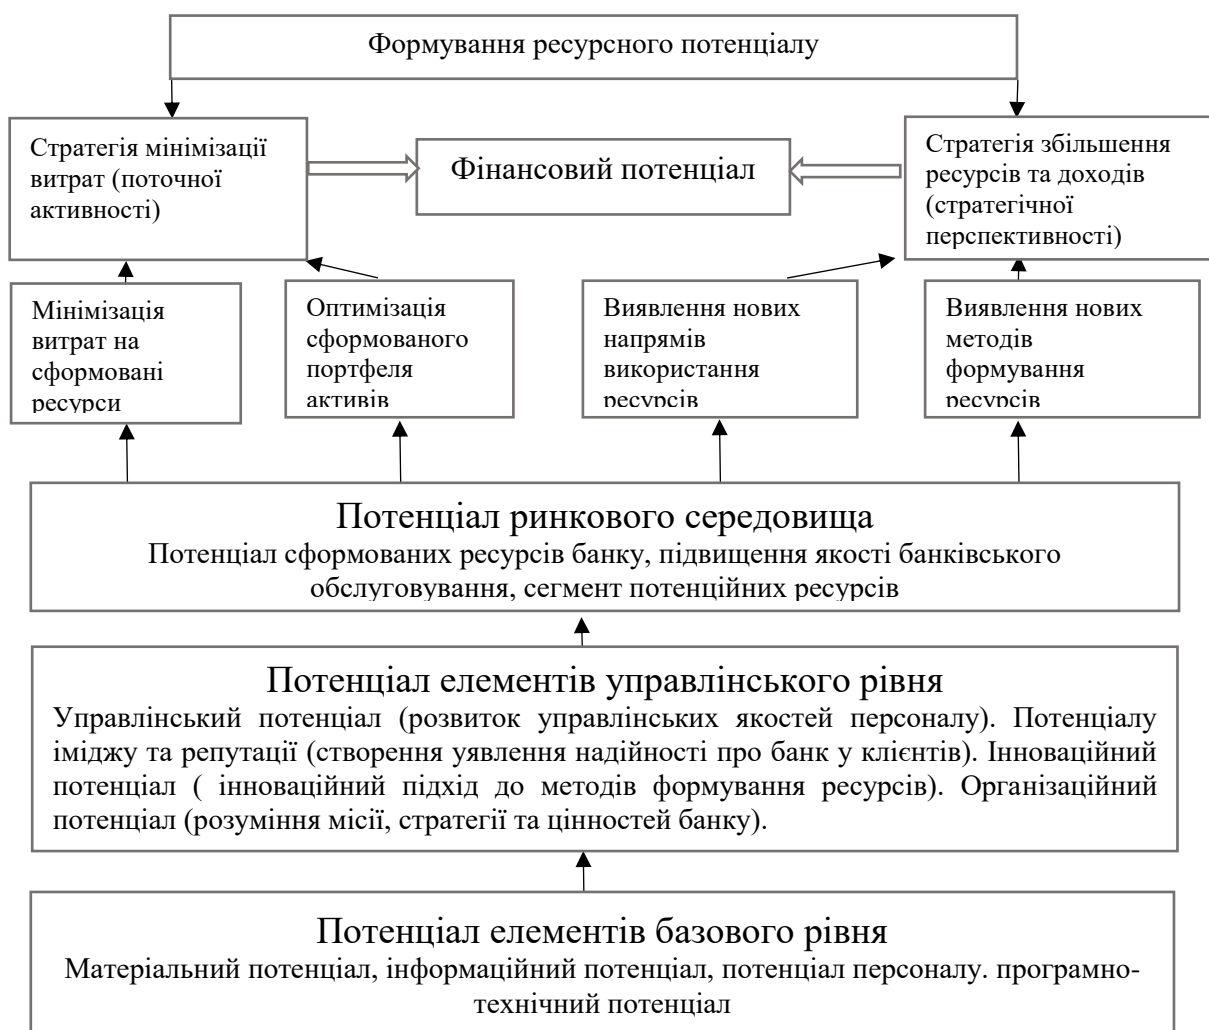 Формування ресурсного потенціалу
Стратегія мінімізації
витрат (поточної
активності)
Фінансовий потенціал
Стратегія збільшення
ресурсів та доходів
(стратегічної
перспективності)
Мінімізація
витрат на
сформовані
ресурси
Оптимізація
сформованого
портфеля
активів
Виявлення нових
напрямів
використання
ресурсів
Виявлення нових
методів
формування
ресурсів
Потенціал ринкового середовища
Потенціал сформованих ресурсів банку, підвищення якості банківського
обслуговування, сегмент потенційних ресурсів
Потенціал елементів управлінського рівня
Управлінський потенціал (розвиток управлінських якостей персоналу). Потенціалу
іміджу та репутації (створення уявлення надійності про банк у клієнтів). Інноваційний
потенціал ( інноваційний підхід до методів формування ресурсів). Організаційний
потенціал (розуміння місії, стратегії та цінностей банку).
Потенціал елементів базового рівня
Матеріальний потенціал, інформаційний потенціал, потенціал персоналу. програмно-
технічний потенціал